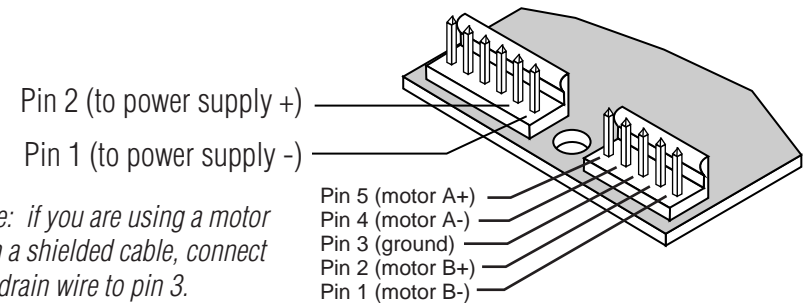 Pin 2 (to power supply +)
Pin 1 (to power supply -)
Pin 5 (motor A+)
Pin 4 (motor A-)
Pin 3 (ground)
Pin 2 (motor B+)
Pin 1 (motor B-)
e: if you are using a motor
a shielded cable, connect
drain wire to pin 3.